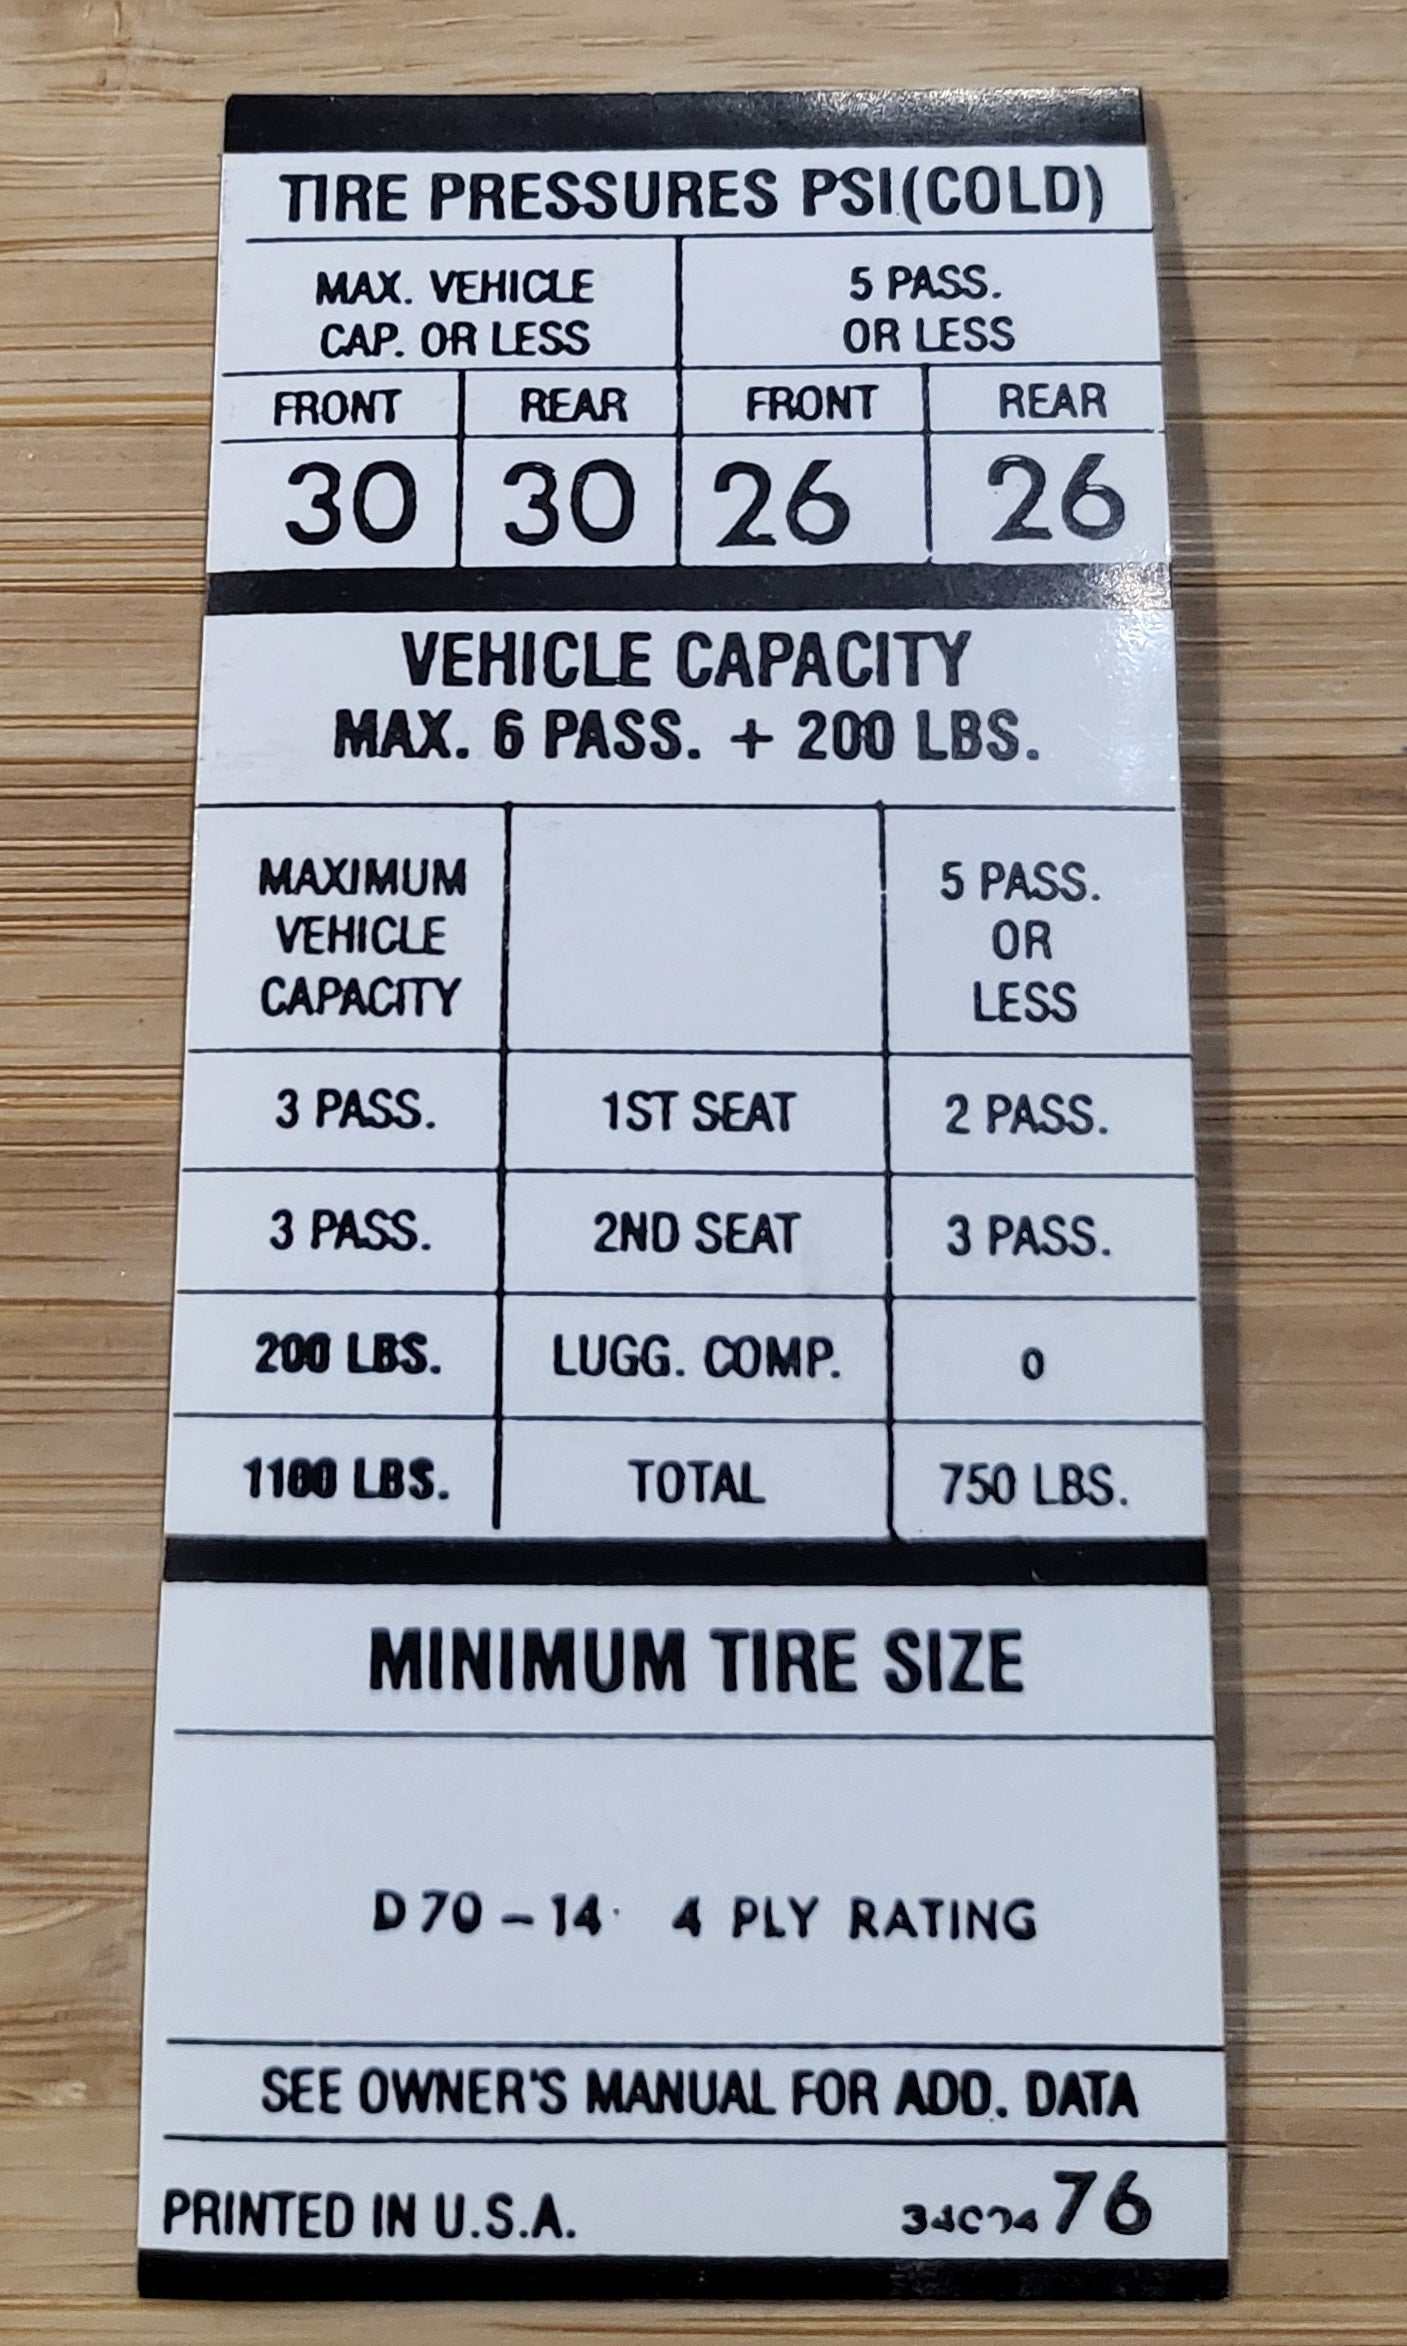 TIRE PRESSURES PSI(COLD)
MAX. VEHICLE
CAP. OR LESS
5 PASS.
OR LESS
FRONT REAR FRONT REAR
30 30 26 26
VEHICLE CAPACITY
MAX. 6 PASS. + 200 LBS.
MAXIMUM
VEHICLE
CAPACITY
5 PASS.
OR
LESS
3 PASS. 1ST SEAT 2 PASS.
3 PASS. 2ND SEAT 3 PASS.
200 LBS. LUGG. COMP. 0
1100 LBS. TOTAL 750 LBS.
MINIMUM TIRE SIZE
D70-14 4 PLY RATING
SEE OWNER'S MANUAL FOR ADD. DATA
PRINTED IN U.S.A. 76